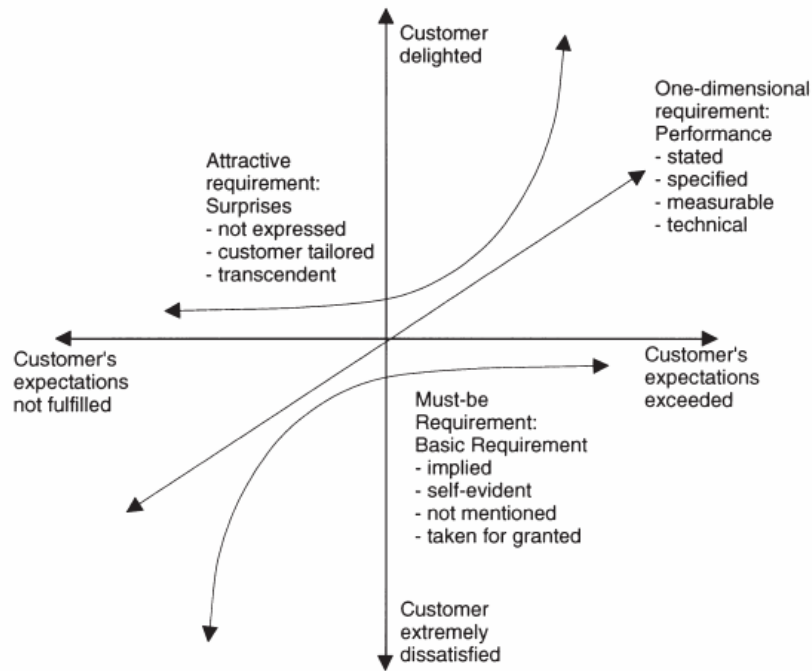 Customer
delighted
One-dimensional
requirement:
Performance
- stated
- specified
- measurable
- technical
Attractive
requirement:
Surprises
- not expressed
- customer tailored
- transcendent
Customer's
expectations
not fulfilled
Customer's
expectations
exceeded
Must-be
Requirement:
Basic Requirement
- implied
- self-evident
- not mentioned
- taken for granted
Customer
extremely
dissatisfied